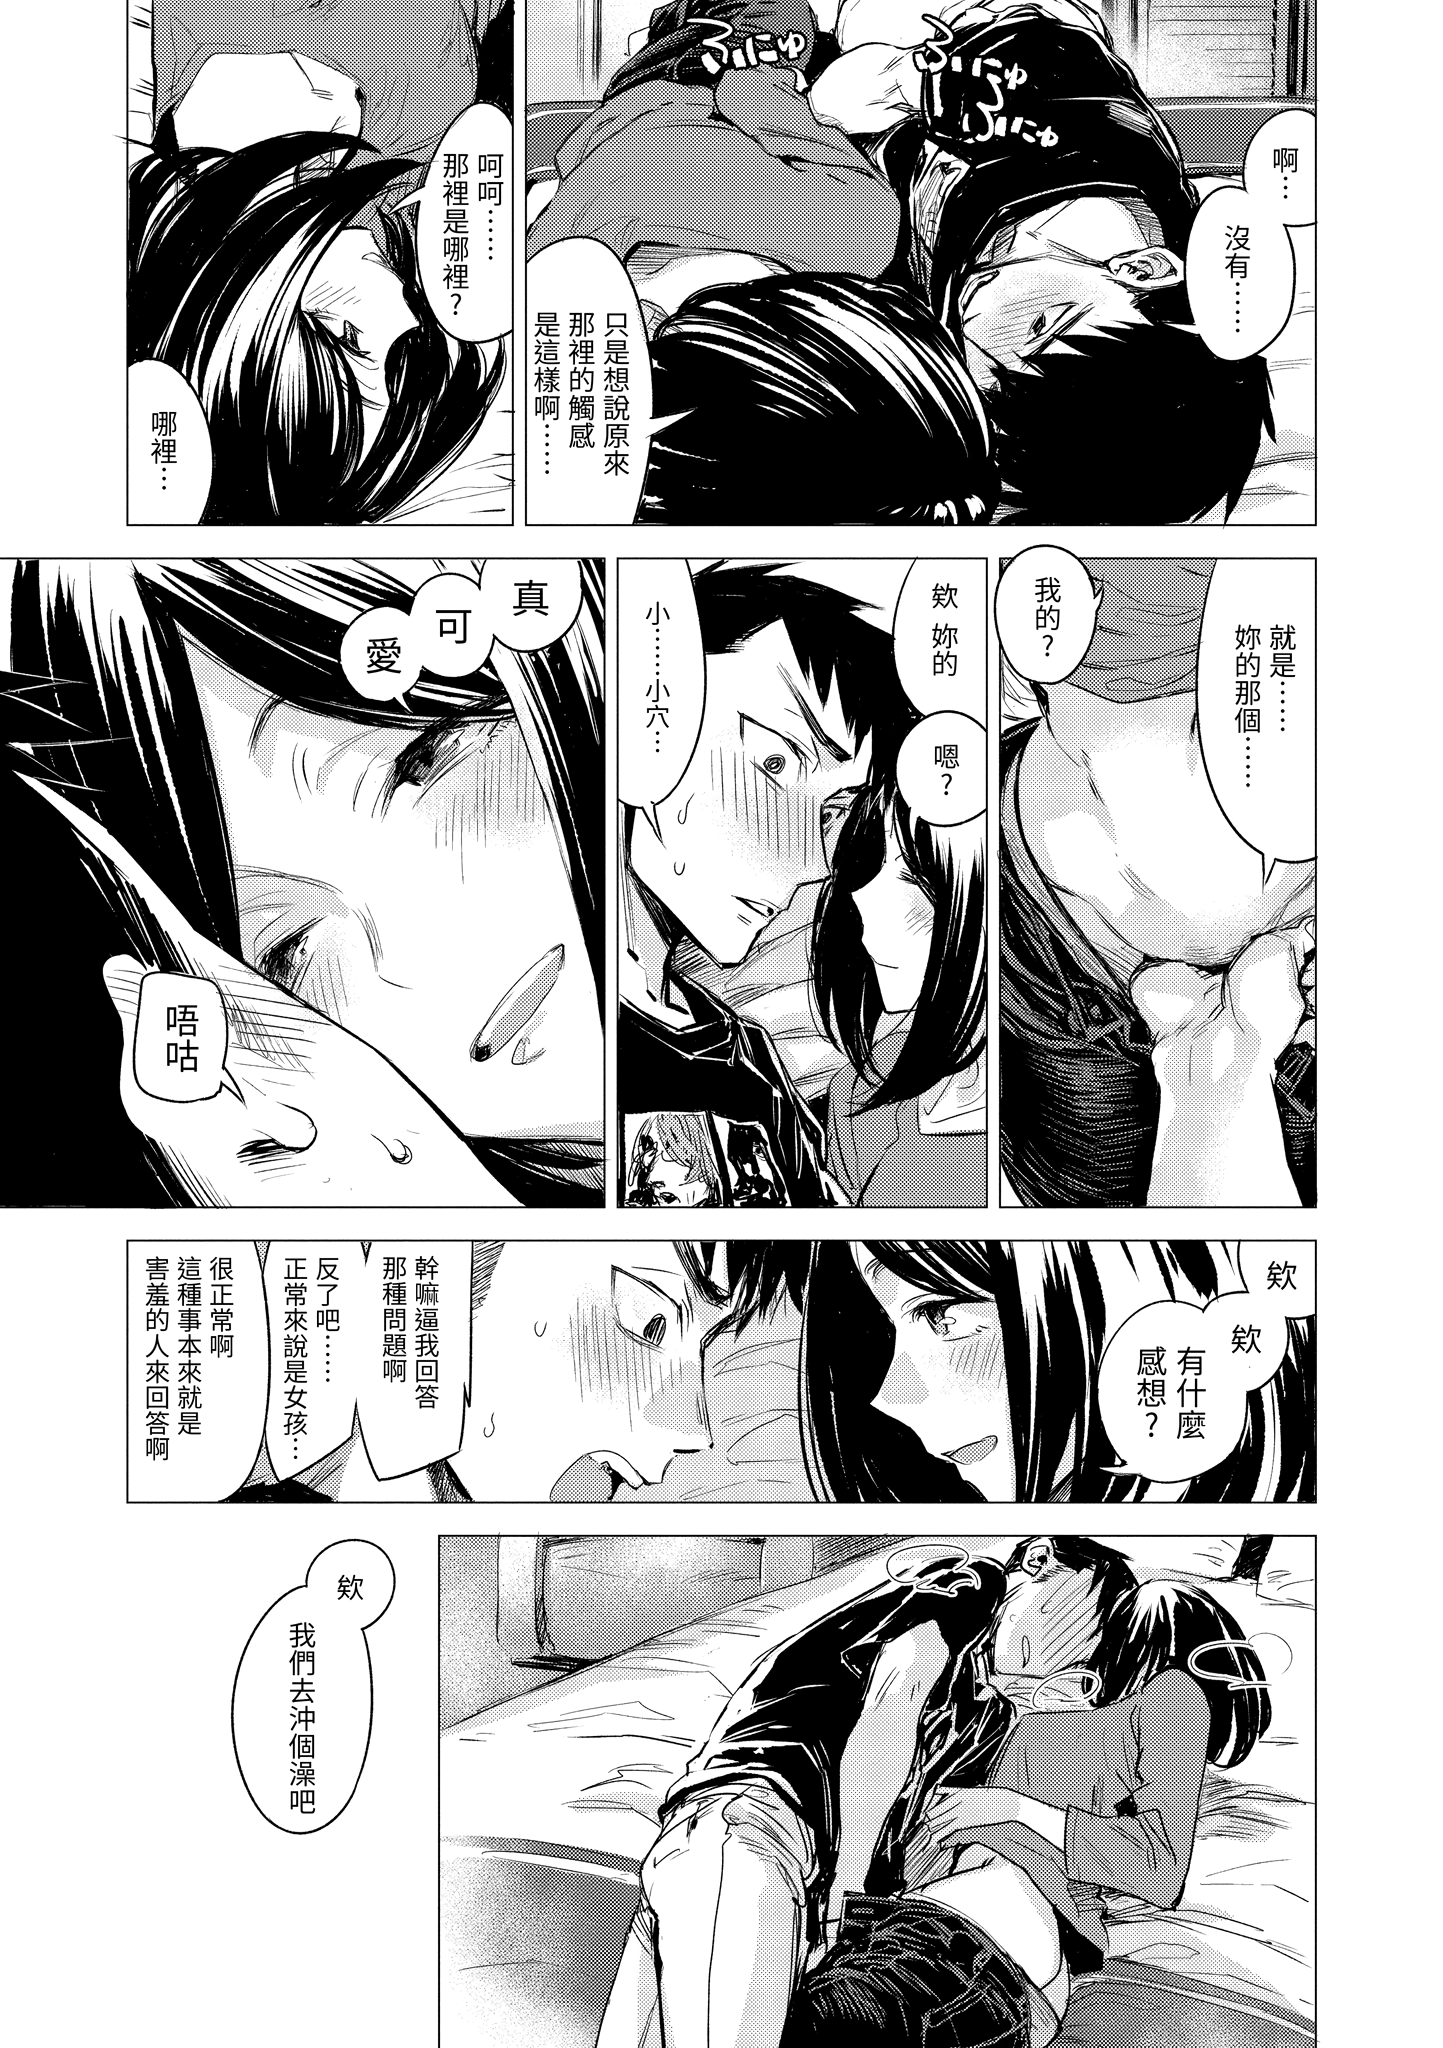 啊…
沒有……
只是想說原來
那裡的觸感
是這樣啊……
ふにゅ
ふにゅ
ふにゅ
呵呵……
那裡是哪裡?
哪裡…
就是……
妳的那個……
我的?
欸 妳的
嗯?
小……小穴…
真
可
愛
唔咕
欸
欸
有什麼
感想?
幹嘛逼我回答
那種問題啊
反了吧……
正常來說是女孩…
很正常啊
這種事本來就是
害羞的人來回答啊
欸
我們去沖個澡吧